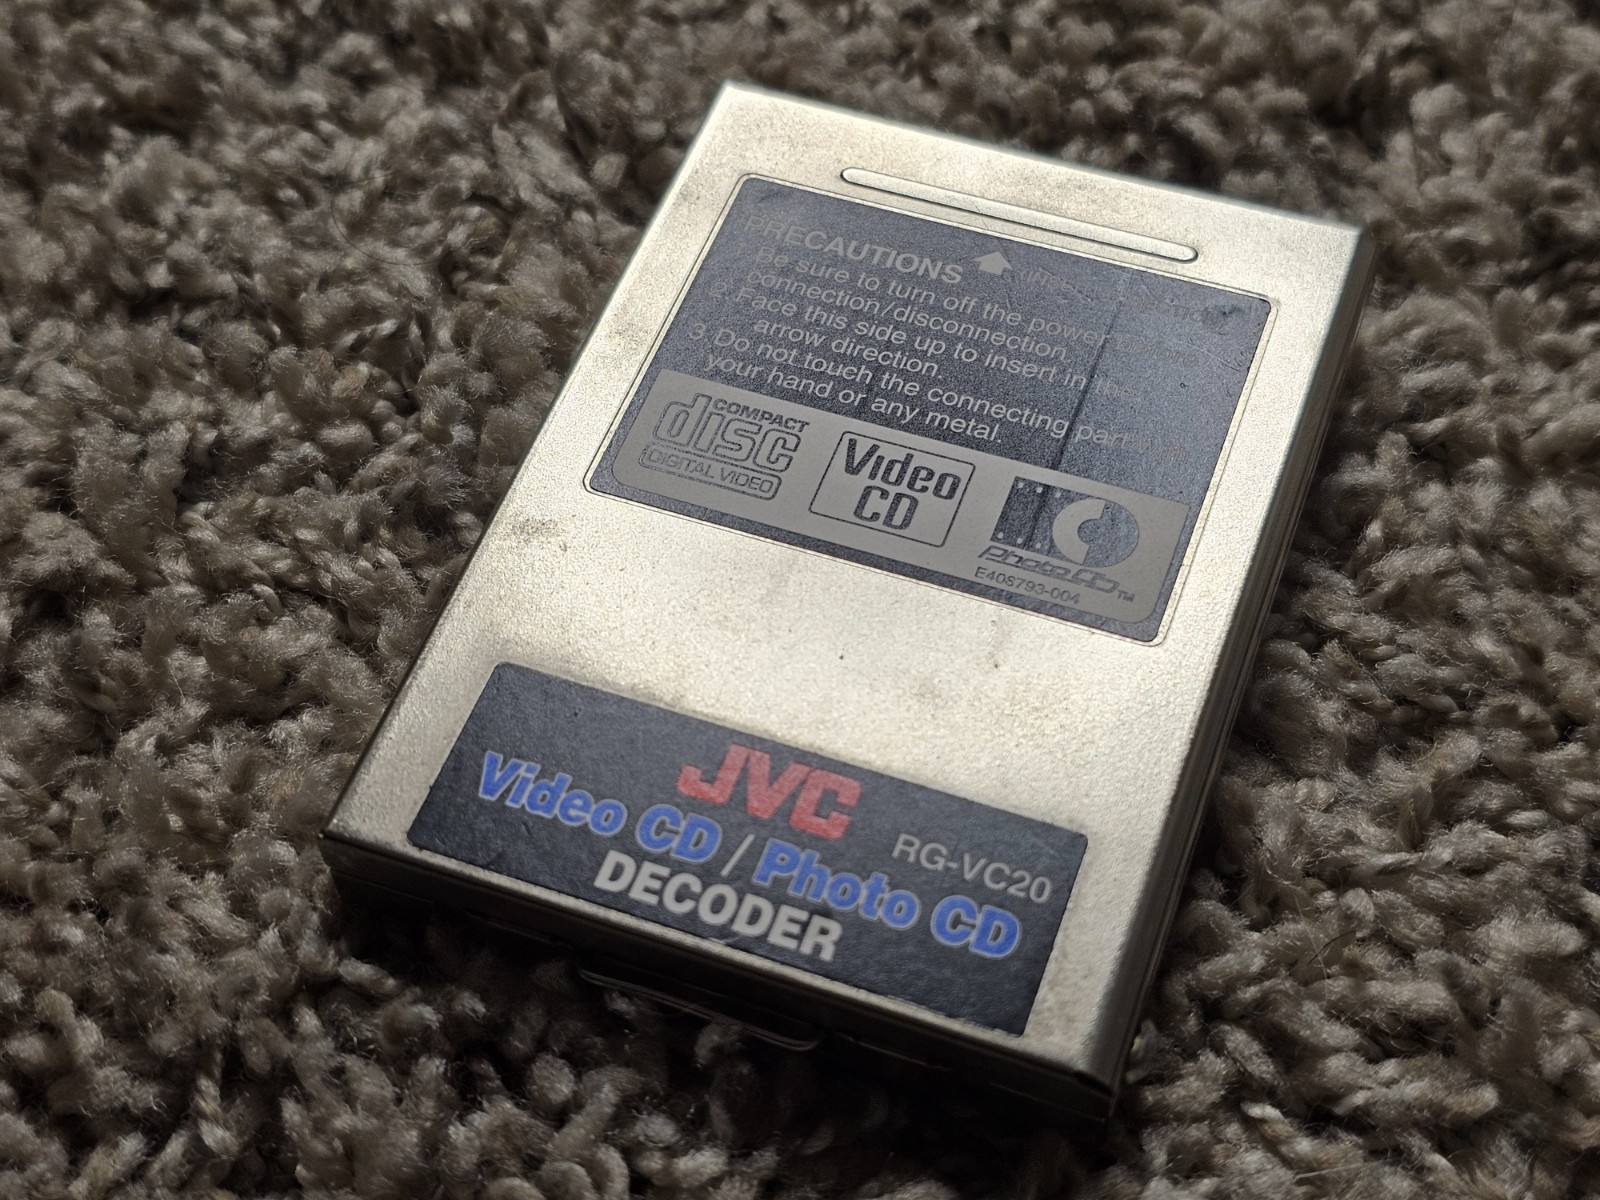 PRECAUTIONS
Be sure to turn off the power
connection/disconnection.
2. Face this side up to insert in the
arrow direction.
3. Do not touch the connecting part
your hand or any metal.
COMPACT
disc
DIGITAL VIDEO
Video
CD
Photo CD
TM
E408793-004
JVC
RG-VC20
Video CD / Photo CD
DECODER